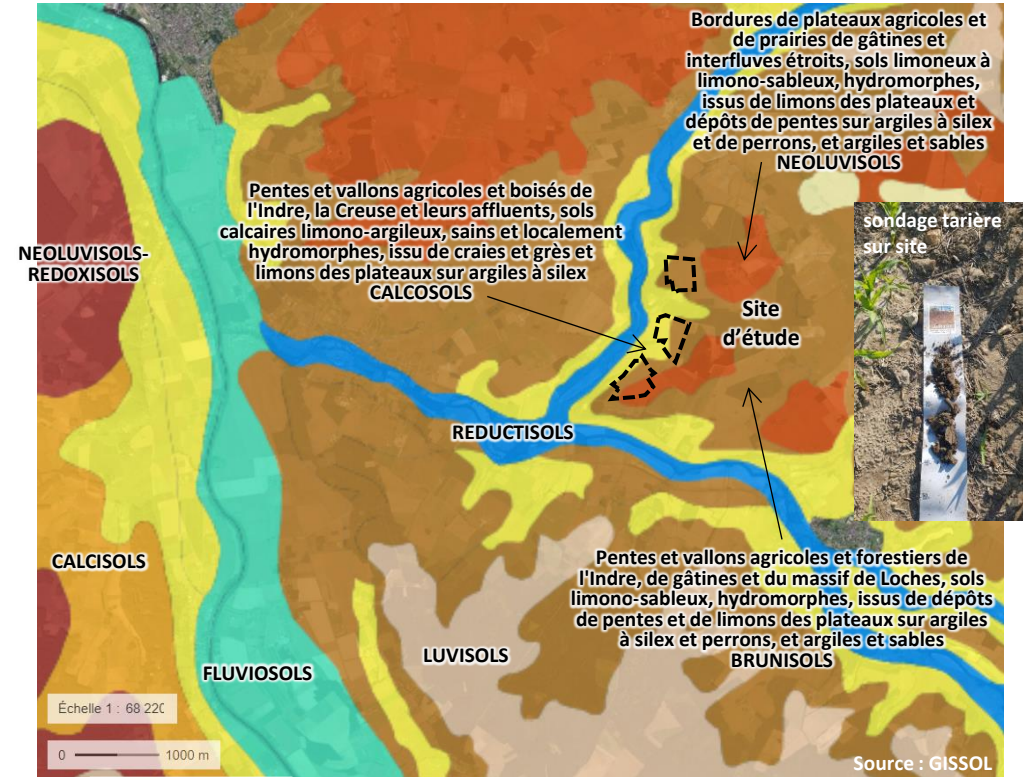 Bordures de plateaux agricoles et
de prairies de gâtines et
interfluves étroits, sols limoneux à
limono-sableux, hydromorphes,
issus de limons des plateaux et
dépôts de pentes sur argiles à silex
et de perrons, et argiles et sables
NEOLUVISOLS
Pentes et vallons agricoles et boisés de
l'Indre, la Creuse et leurs affluents, sols
calcaires limono-argileux, sains et localement
hydromorphes, issu de craies et grès et
limons des plateaux sur argiles à silex
CALCOSOLS
NEOLUVISOLS-
REDOXISOLS
sondage tarière
sur site
Site
d'étude
REDUCTISOLS
CALCISOLS
Pentes et vallons agricoles et forestiers de
l'Indre, de gâtines et du massif de Loches, sols
limono-sableux, hydromorphes, issus de dépôts
de pentes et de limons des plateaux sur argiles
à silex et perrons, et argiles et sables
BRUNISOLS
LUVISOLS
FLUVIOSOLS
Échelle 1 : 68 220
0 1000 m
Source : GISSOL